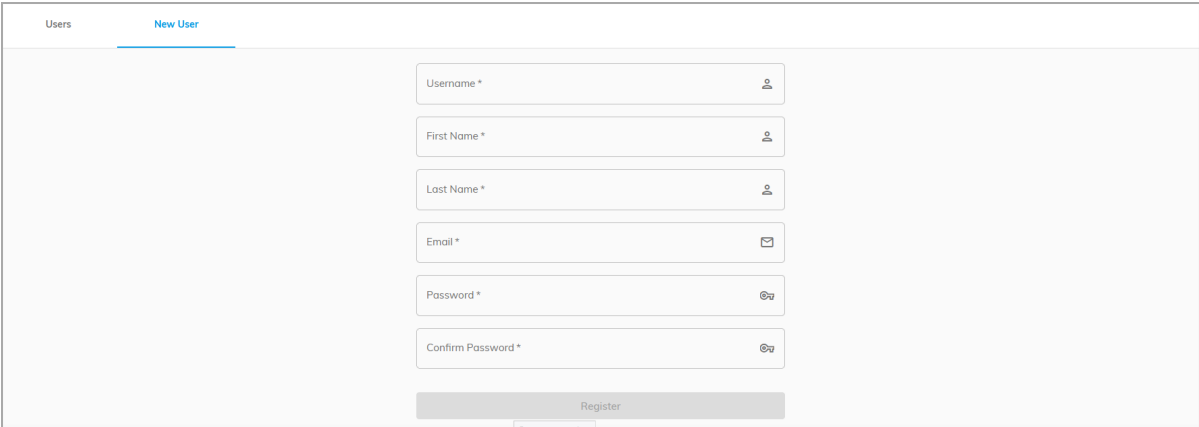 Users
New User
Username *
First Name *
Last Name *
Email *
Password *
Confirm Password *
Register